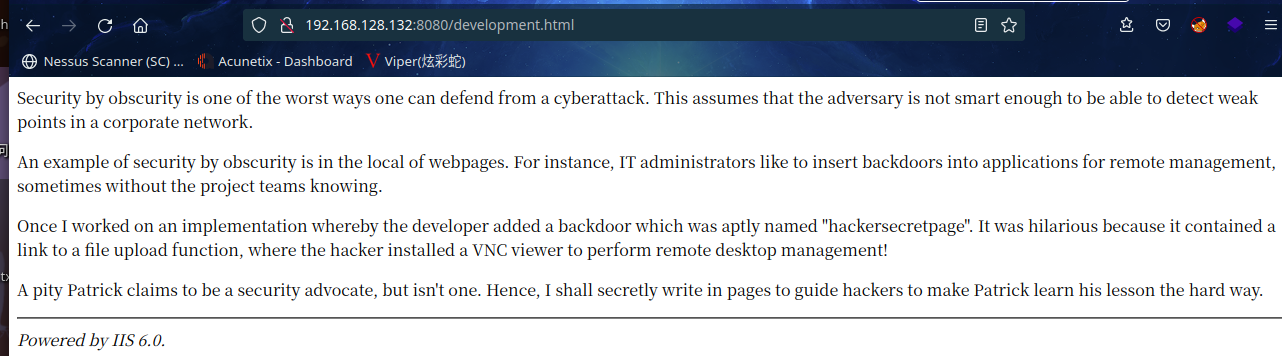 192.168.128.132:8080/development.html
Nessus Scanner (SC) ... Acunetix - Dashboard Viper(炫彩蛇)
Security by obscurity is one of the worst ways one can defend from a cyberattack. This assumes that the adversary is not smart enough to be able to detect weak
points in a corporate network.
An example of security by obscurity is in the local of webpages. For instance, IT administrators like to insert backdoors into applications for remote management,
sometimes without the project teams knowing.
Once I worked on an implementation whereby the developer added a backdoor which was aptly named "hackersecretpage". It was hilarious because it contained a
link to a file upload function, where the hacker installed a VNC viewer to perform remote desktop management!
A pity Patrick claims to be a security advocate, but isn't one. Hence, I shall secretly write in pages to guide hackers to make Patrick learn his lesson the hard way.
Powered by IIS 6.0.